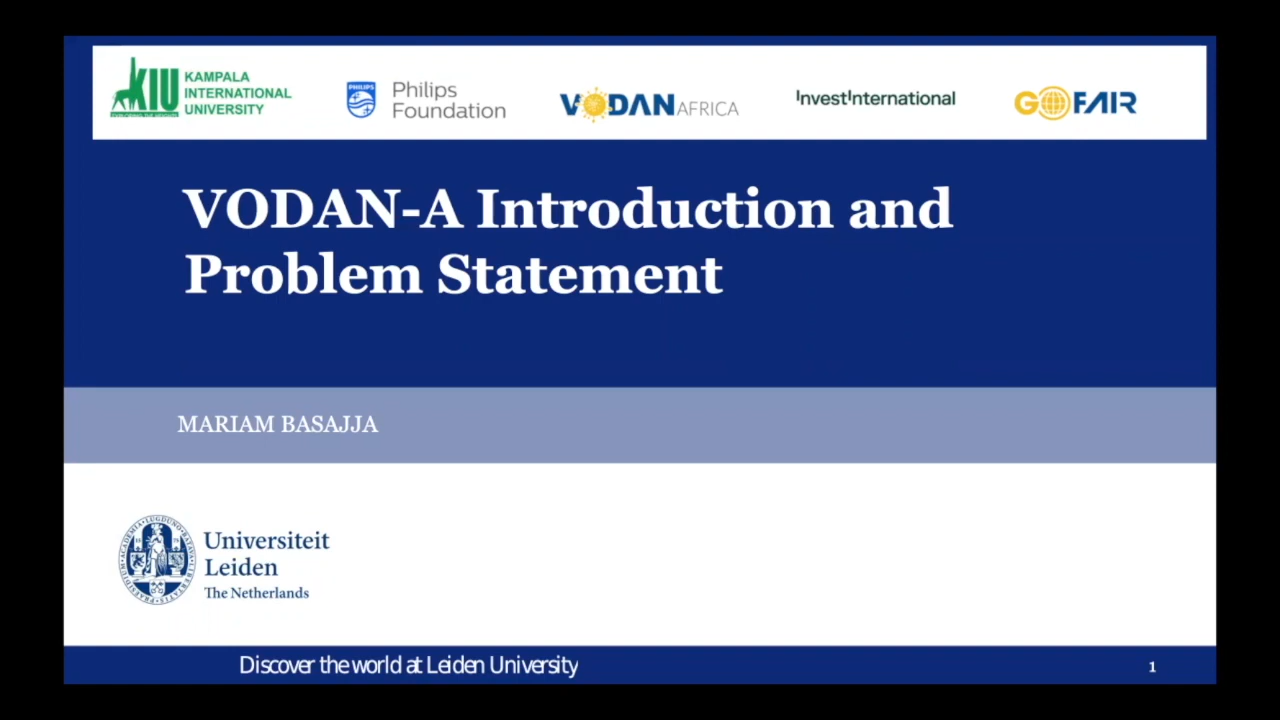 KIU
KAMPALA
INTERNATIONAL
UNIVERSITY
PHILIPS
Philips
Foundation
VODAN AFRICA
InvestInternational
GO FAIR
VODAN-A Introduction and
Problem Statement
MARIAM BASAJJA
Universiteit
Leiden
The Netherlands
Discover the world at Leiden University
1